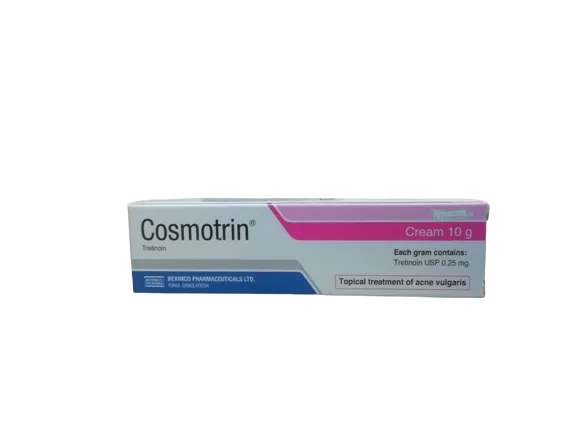 Cosmotrin®
Tretinoin
BEXIMCO PHARMACEUTICALS LTD.
TONGI, BANGLADESH
Cream 10 g
Each gram contains:
Tretinoin USP 0.25 mg.
Topical treatment of acne vulgaris